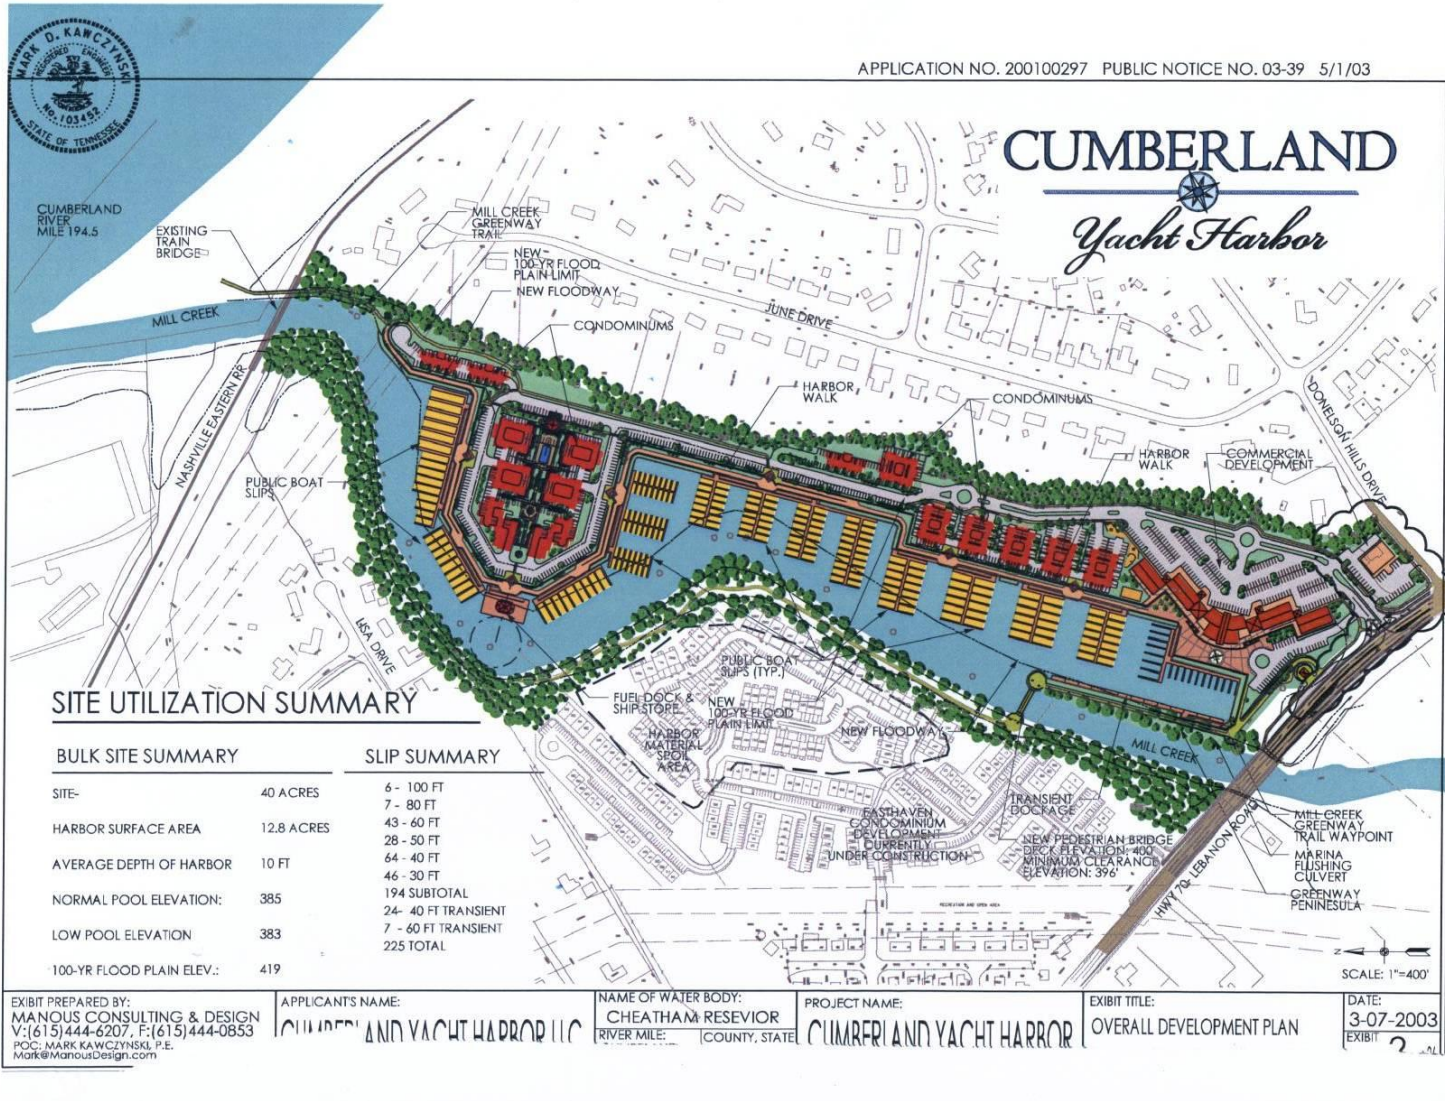 MARK D. KAWCZYNSKI
REGISTERED ENGINEER
COMMERCE
NO. 103452
STATE OF TENNESSEE
APPLICATION NO. 200100297 PUBLIC NOTICE NO. 03-39 5/1/03
CUMBERLAND
Yacht Harbor
CUMBERLAND
RIVER
MILE 194.5
EXISTING
TRAIN
BRIDGE
MILL CREEK
GREENWAY
TRAIL
NEW
100-YR FLOOD
PLAIN LIMIT
NEW FLOODWAY
MILL CREEK
CONDOMINUMS
JUNE DRIVE
NASHVILLE EASTERN RR
HARBOR
WALK
CONDOMINUMS
DONELSON HILLS DRIVE
HARBOR
WALK
COMMERCIAL
DEVELOPMENT
PUBLIC BOAT
SLIPS
LISA DRIVE
PUBLIC BOAT
SLIPS (TYP.)
FUEL DOCK &
SHIP STORE
NEW
100-YR FLOOD
PLAIN LIMIT
HARBOR
MATERIAL
SPOIL
AREA
NEW FLOODWAY
MILL CREEK
TRANSIENT
DOCKAGE
EASTHAVEN
CONDOMINIUM
DEVELOPMENT
CURRENTLY
UNDER CONSTRUCTION
NEW PEDESTRIAN BRIDGE
DECK ELEVATION: 400'
MINIMUM CLEARANCE
ELEVATION: 396'
HWY 70- LEBANON ROAD
MILL CREEK
GREENWAY
TRAIL WAYPOINT
MARINA
FLUSHING
CULVERT
GREENWAY
PENINESULA
RECREATION AND OPEN AREA
SITE UTILIZATION SUMMARY
BULK SITE SUMMARY
SITE- 40 ACRES
HARBOR SURFACE AREA 12.8 ACRES
AVERAGE DEPTH OF HARBOR 10 FT
NORMAL POOL ELEVATION: 385
LOW POOL ELEVATION 383
100-YR FLOOD PLAIN ELEV.: 419
SLIP SUMMARY
6 - 100 FT
7 - 80 FT
43 - 60 FT
28 - 50 FT
64 - 40 FT
46 - 30 FT
194 SUBTOTAL
24- 40 FT TRANSIENT
7 - 60 FT TRANSIENT
225 TOTAL
Z
SCALE: 1"=400'
EXIBIT PREPARED BY:
MANOUS CONSULTING & DESIGN
V:(615)444-6207, F:(615)444-0853
POC: MARK KAWCZYNSKI, P.E.
Mark@ManousDesign.com
APPLICANT'S NAME:
CUMBERLAND YACHT HARBOR LLC
NAME OF WATER BODY:
CHEATHAM RESEVIOR
RIVER MILE:
COUNTY, STATE
PROJECT NAME:
CUMBERLAND YACHT HARBOR
EXIBIT TITLE:
OVERALL DEVELOPMENT PLAN
DATE:
3-07-2003
EXIBIT